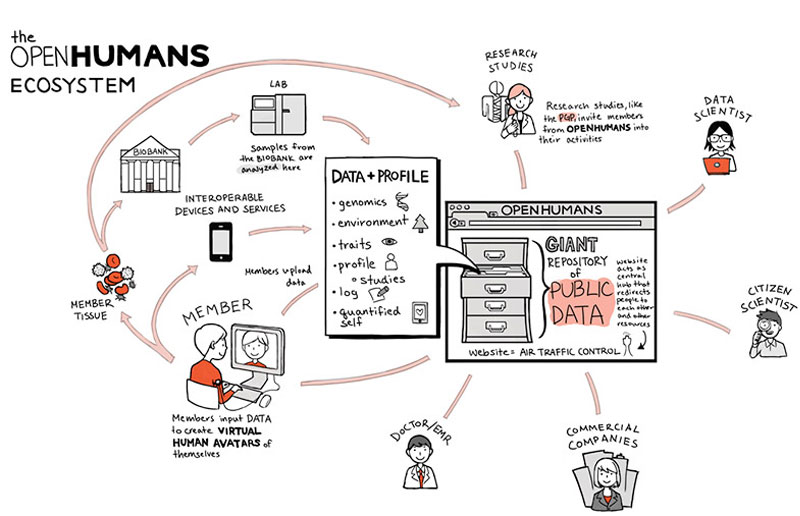 the
OPENHUMANS
ECOSYSTEM
LAB
Samples from
the BIOBANK are
analyzed here
BIOBANK
INTEROPERABLE
DEVICES AND SERVICES
MEMBER
TISSUE
Members upload
data
MEMBER
Members input DATA
to create VIRTUAL
HUMAN AVATARS of
themselves
DATA + PROFILE
• genomics
• environment
• traits
• profile
◦ studies
• log
• quantified
self
RESEARCH
STUDIES
Research studies, like
the PGP, invite members
from OPENHUMANS into
their activities
OPENHUMANS
GIANT
REPOSITORY
of
PUBLIC
DATA
website
acts as
central
hub that
redirects
people to
each other
and other
resources
WEBSITE = AIR TRAFFIC CONTROL
DATA
SCIENTIST
CITIZEN
SCIENTIST
DOCTOR/EMR
COMMERCIAL
COMPANIES